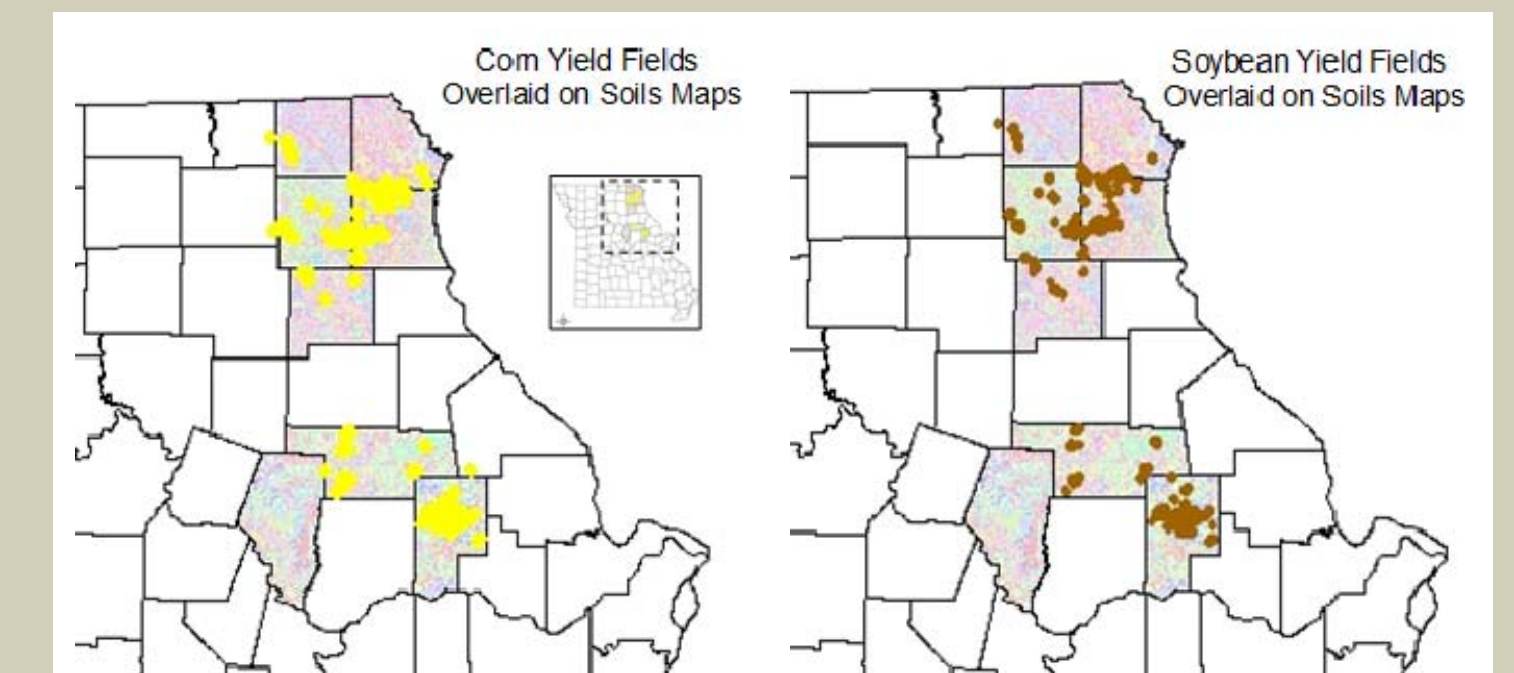 Corn Yield Fields
Overlaid on Soils Maps
Soybean Yield Fields
Overlaid on Soils Maps